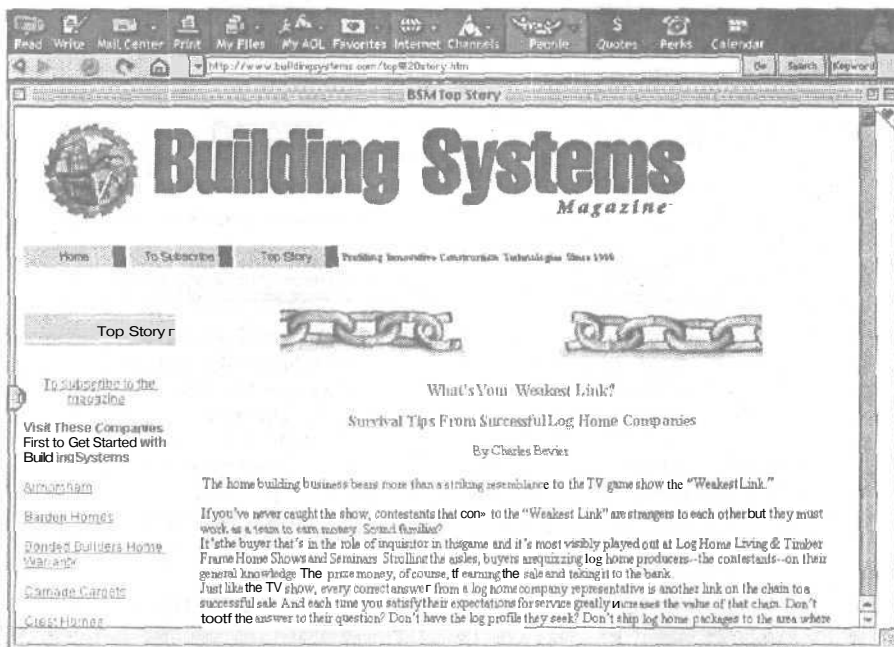 Read Write Mail Center Print My Files My AOL Favorites Internet Channels People Quotes Perks Calendar
http://www.buildingsystems.com/top%20story.htm Go Search Keyword
BSM Top Story
Building Systems
Magazine
Home To Subscribe Top Story Profiling Innovative Construction Technologies Since 1966
Top Story r
What's Your Weakest Link?
Survival Tips From Successful Log Home Companies
By Charles Bevier
To subscribe to the
magazine
Visit These Companies
First to Get Started with
Building Systems
Barden Homes
Bonded Builders Home
Warranty
Carriage Carpets
Crest Homes
The home building business bears more than a striking resemblance to the TV game show the "Weakest Link."
If you've never caught the show, contestants that con» to the "Weakest Link" are strangers to each other but they must
work as a team to earn money. Sound familiar?
It's the buyer that's in the role of inquisitor in this game and it's most visibly played out at Log Home Living & Timber
Frame Home Shows and Seminars Strolling the aisles, buyers are quizzing log home producers--the contestants--on their
general knowledge The prize money, of course, tf earning the sale and taking it to the bank.
Just like the TV show, every correct answer from a log home company representative is another link on the chain to a
successful sale And each time you satisfy their expectations for service greatly increases the value of that chain. Don't
tootf the answer to their question? Don't have the log profile they seek? Don't ship log home packages to the area where